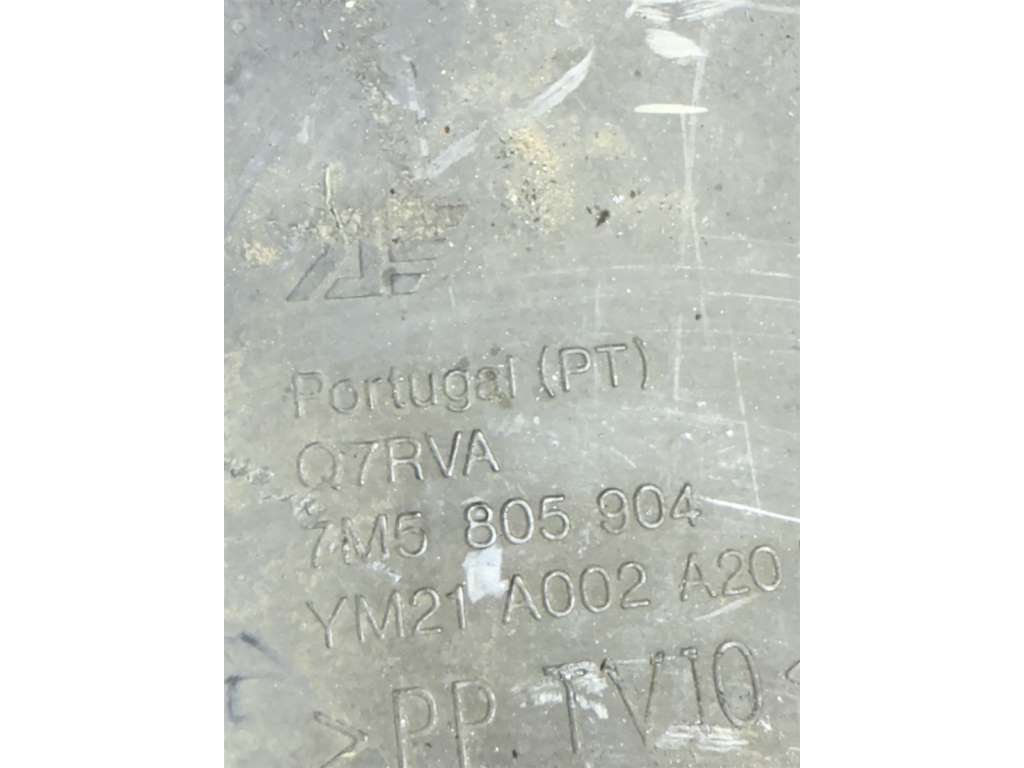 Portugal (PT)
Q7RVA
7M5 805 904
YM21 A002 A20
>PP TV10<